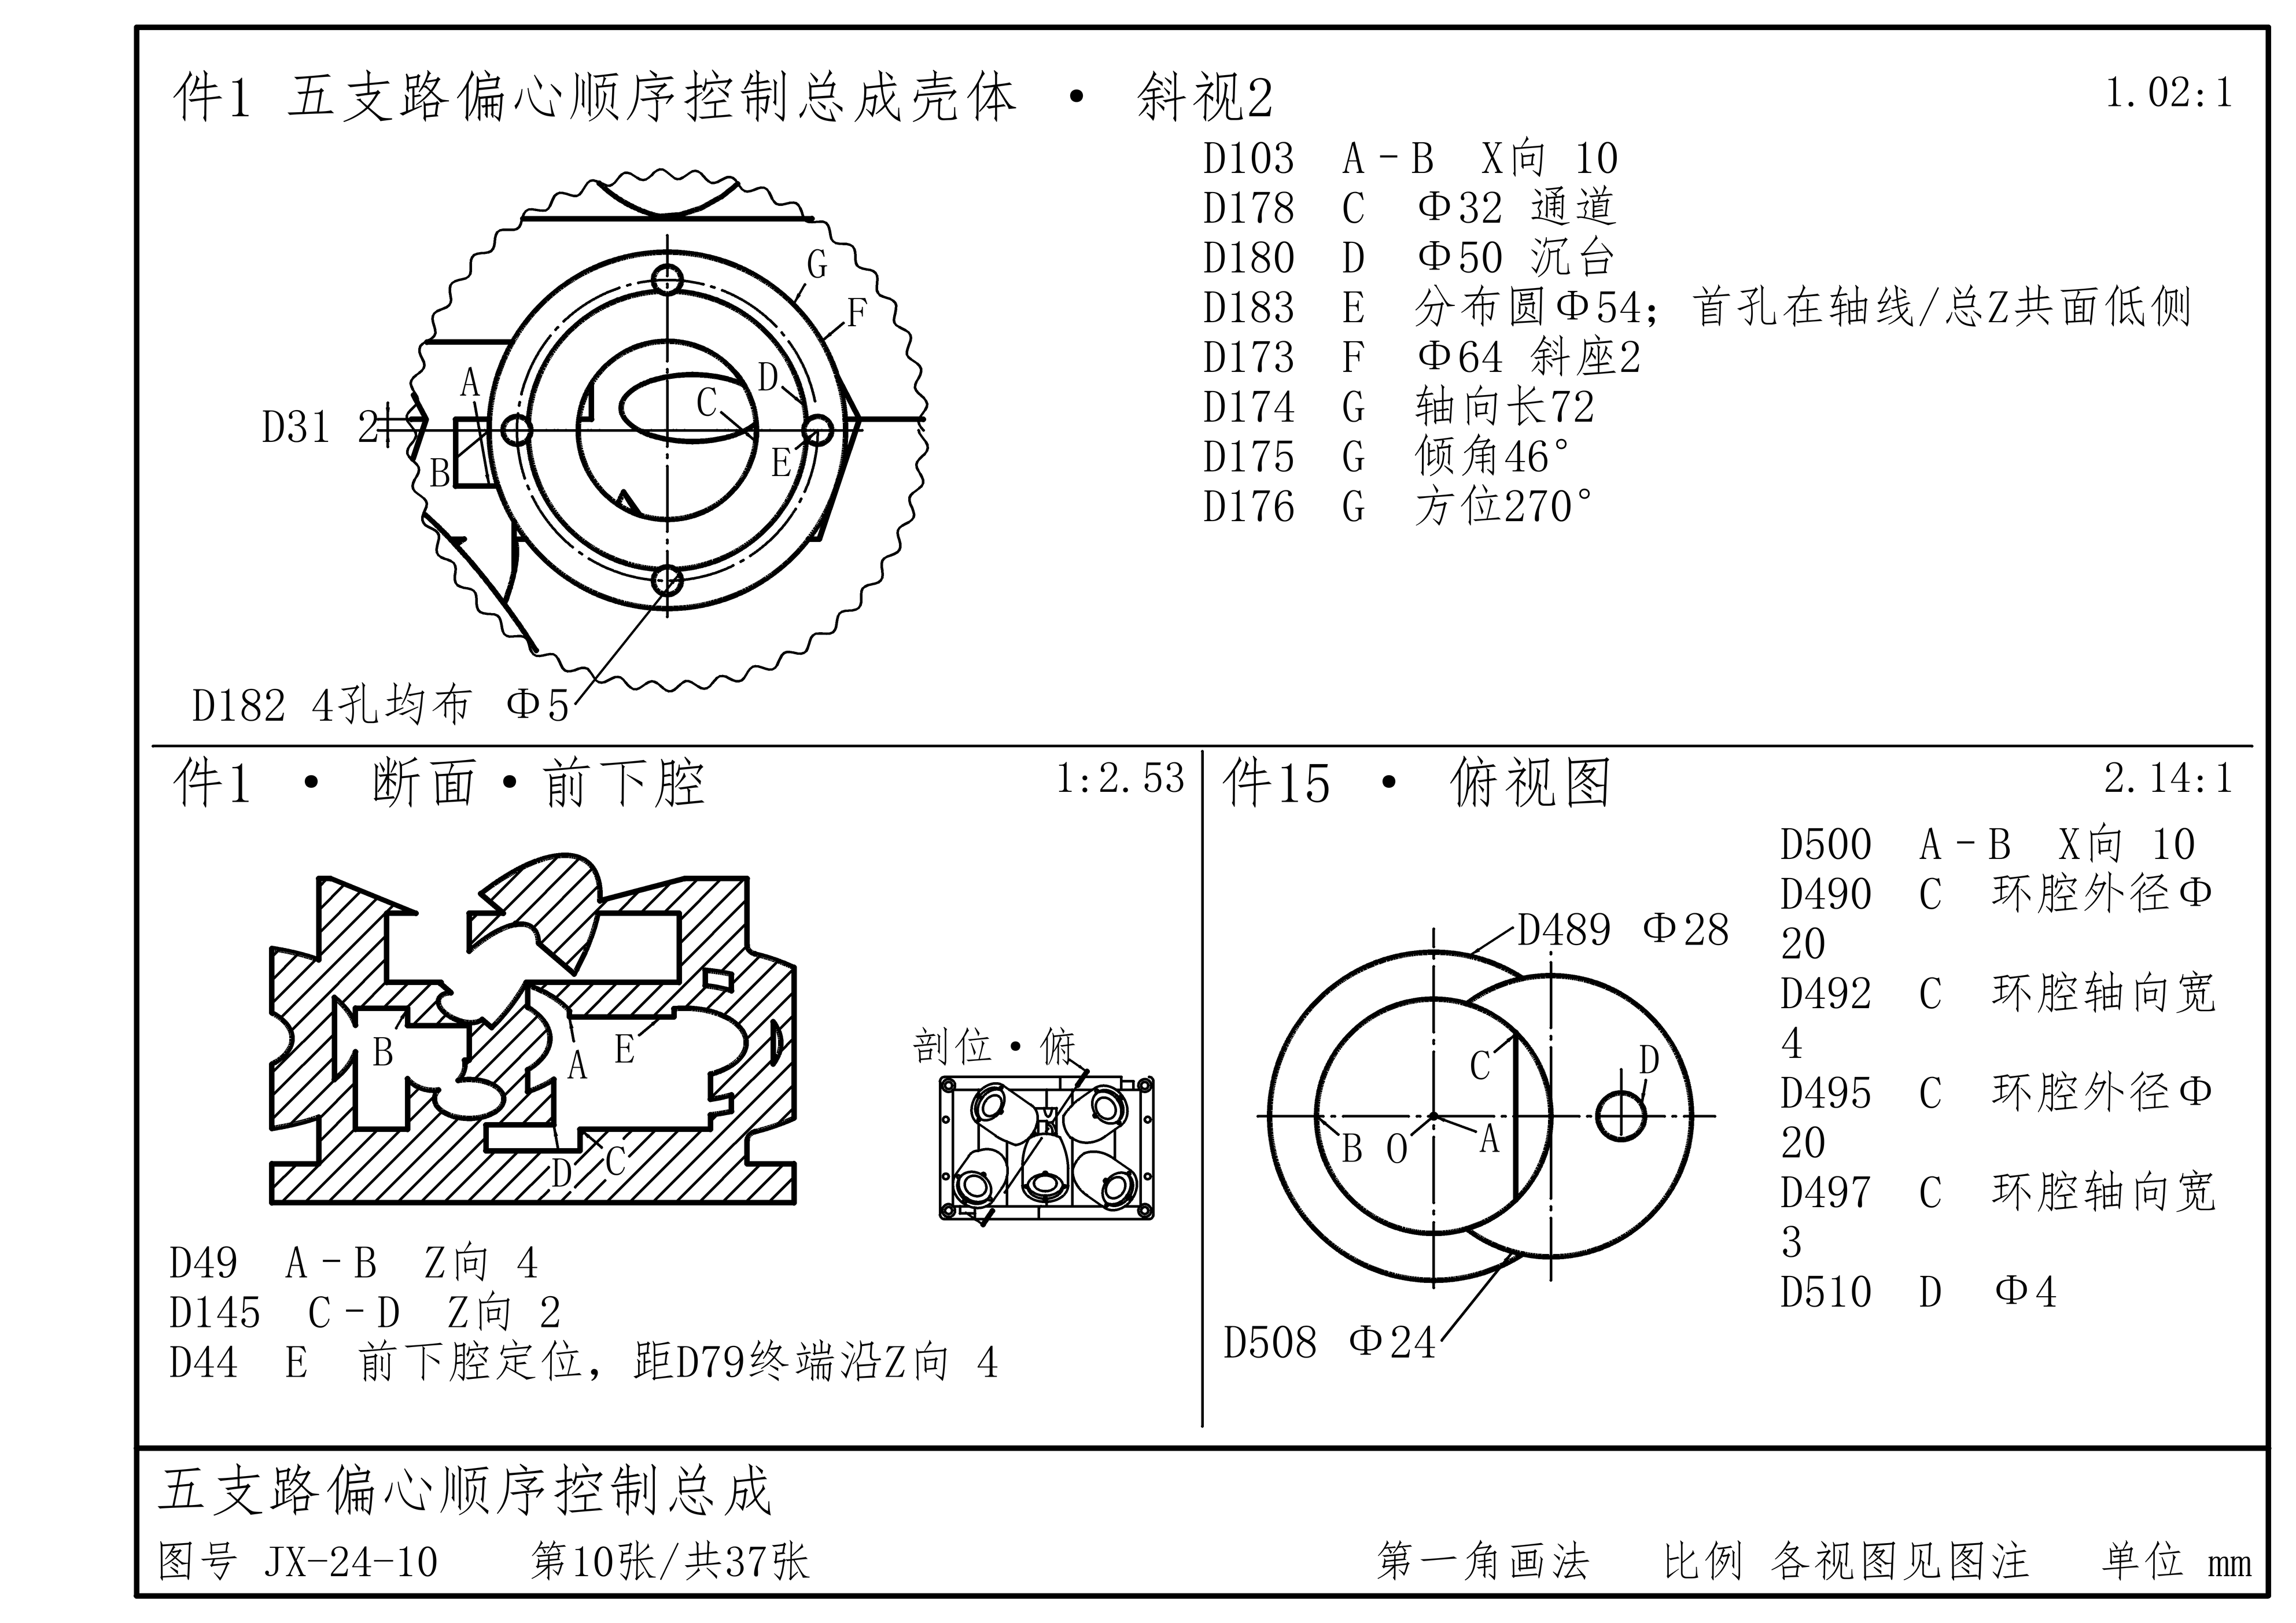 件1 五支路偏心顺序控制总成壳体 · 斜视2
1.02:1
D103 A-B X向 10
D178 C Φ32 通道
D180 D Φ50 沉台
D183 E 分布圆Φ54; 首孔在轴线/总Z共面低侧
D173 F Φ64 斜座2
D174 G 轴向长72
D175 G 倾角46°
D176 G 方位270°
G
F
A
D
C
D31 2
B
E
D182 4孔均布 Φ5
件1 · 断面·前下腔
1:2.53
B
A
E
D
C
剖位·俯
D49 A-B Z向 4
D145 C-D Z向 2
D44 E 前下腔定位, 距D79终端沿Z向 4
件15 · 俯视图
2.14:1
D500 A-B X向 10
D490 C 环腔外径Φ
20
D492 C 环腔轴向宽
4
D495 C 环腔外径Φ
20
D497 C 环腔轴向宽
3
D510 D Φ4
D489 Φ28
C
D
B
O
A
D508 Φ24
五支路偏心顺序控制总成
图号 JX-24-10 第10张/共37张
第一角画法 比例 各视图见图注 单位 mm